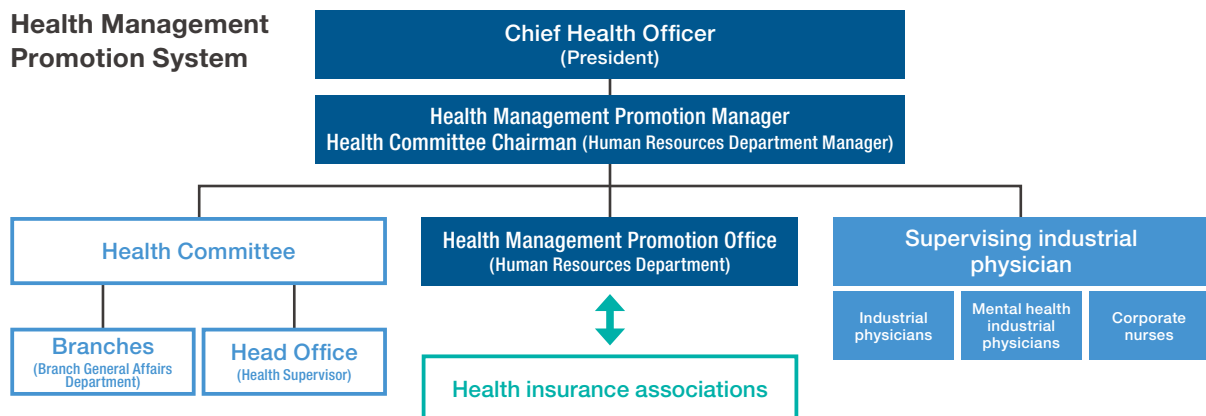 Health Management
Promotion System
Chief Health Officer
(President)
Health Management Promotion Manager
Health Committee Chairman (Human Resources Department Manager)
Health Committee
Health Management Promotion Office
(Human Resources Department)
Supervising industrial
physician
Branches
(Branch General Affairs
Department)
Head Office
(Health Supervisor)
Health insurance associations
Industrial
physicians
Mental health
industrial
physicians
Corporate
nurses